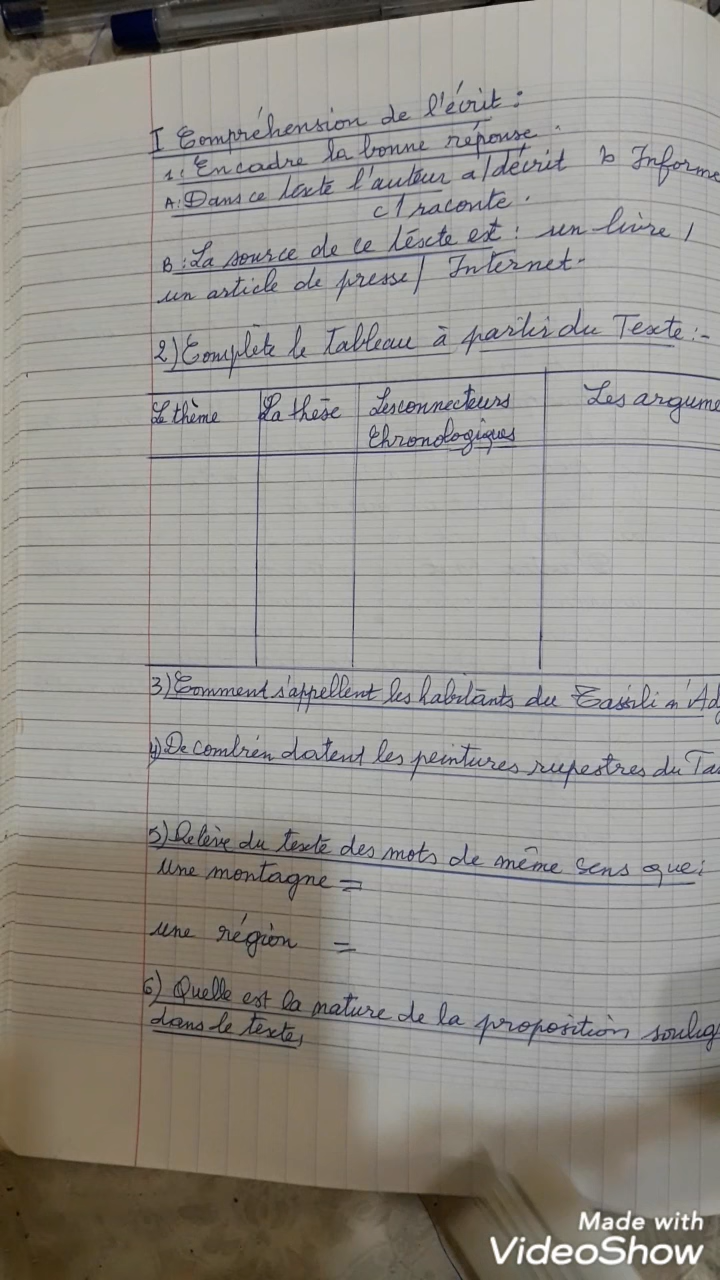 I Compréhension de l'écrit :
1: Encadre la bonne réponse :
A: Dans ce texte l'auteur a/ décrit b Informe
c/ raconte.
B: La source de ce texte est : un livre /
un article de presse / Internet.
2) Complète le tableau à partir du Texte :-
Le thème La thèse Les connecteurs Les argume
Chronologiques
3) Comment s'appellent les habitants du Tassili n'Adj
4) De combien datent les peintures rupestres du Tas
5) Relève du texte des mots de même sens que:
une montagne =
une région =
6) Quelle est la nature de la proposition soulig
dans le texte,
Made with
VideoShow